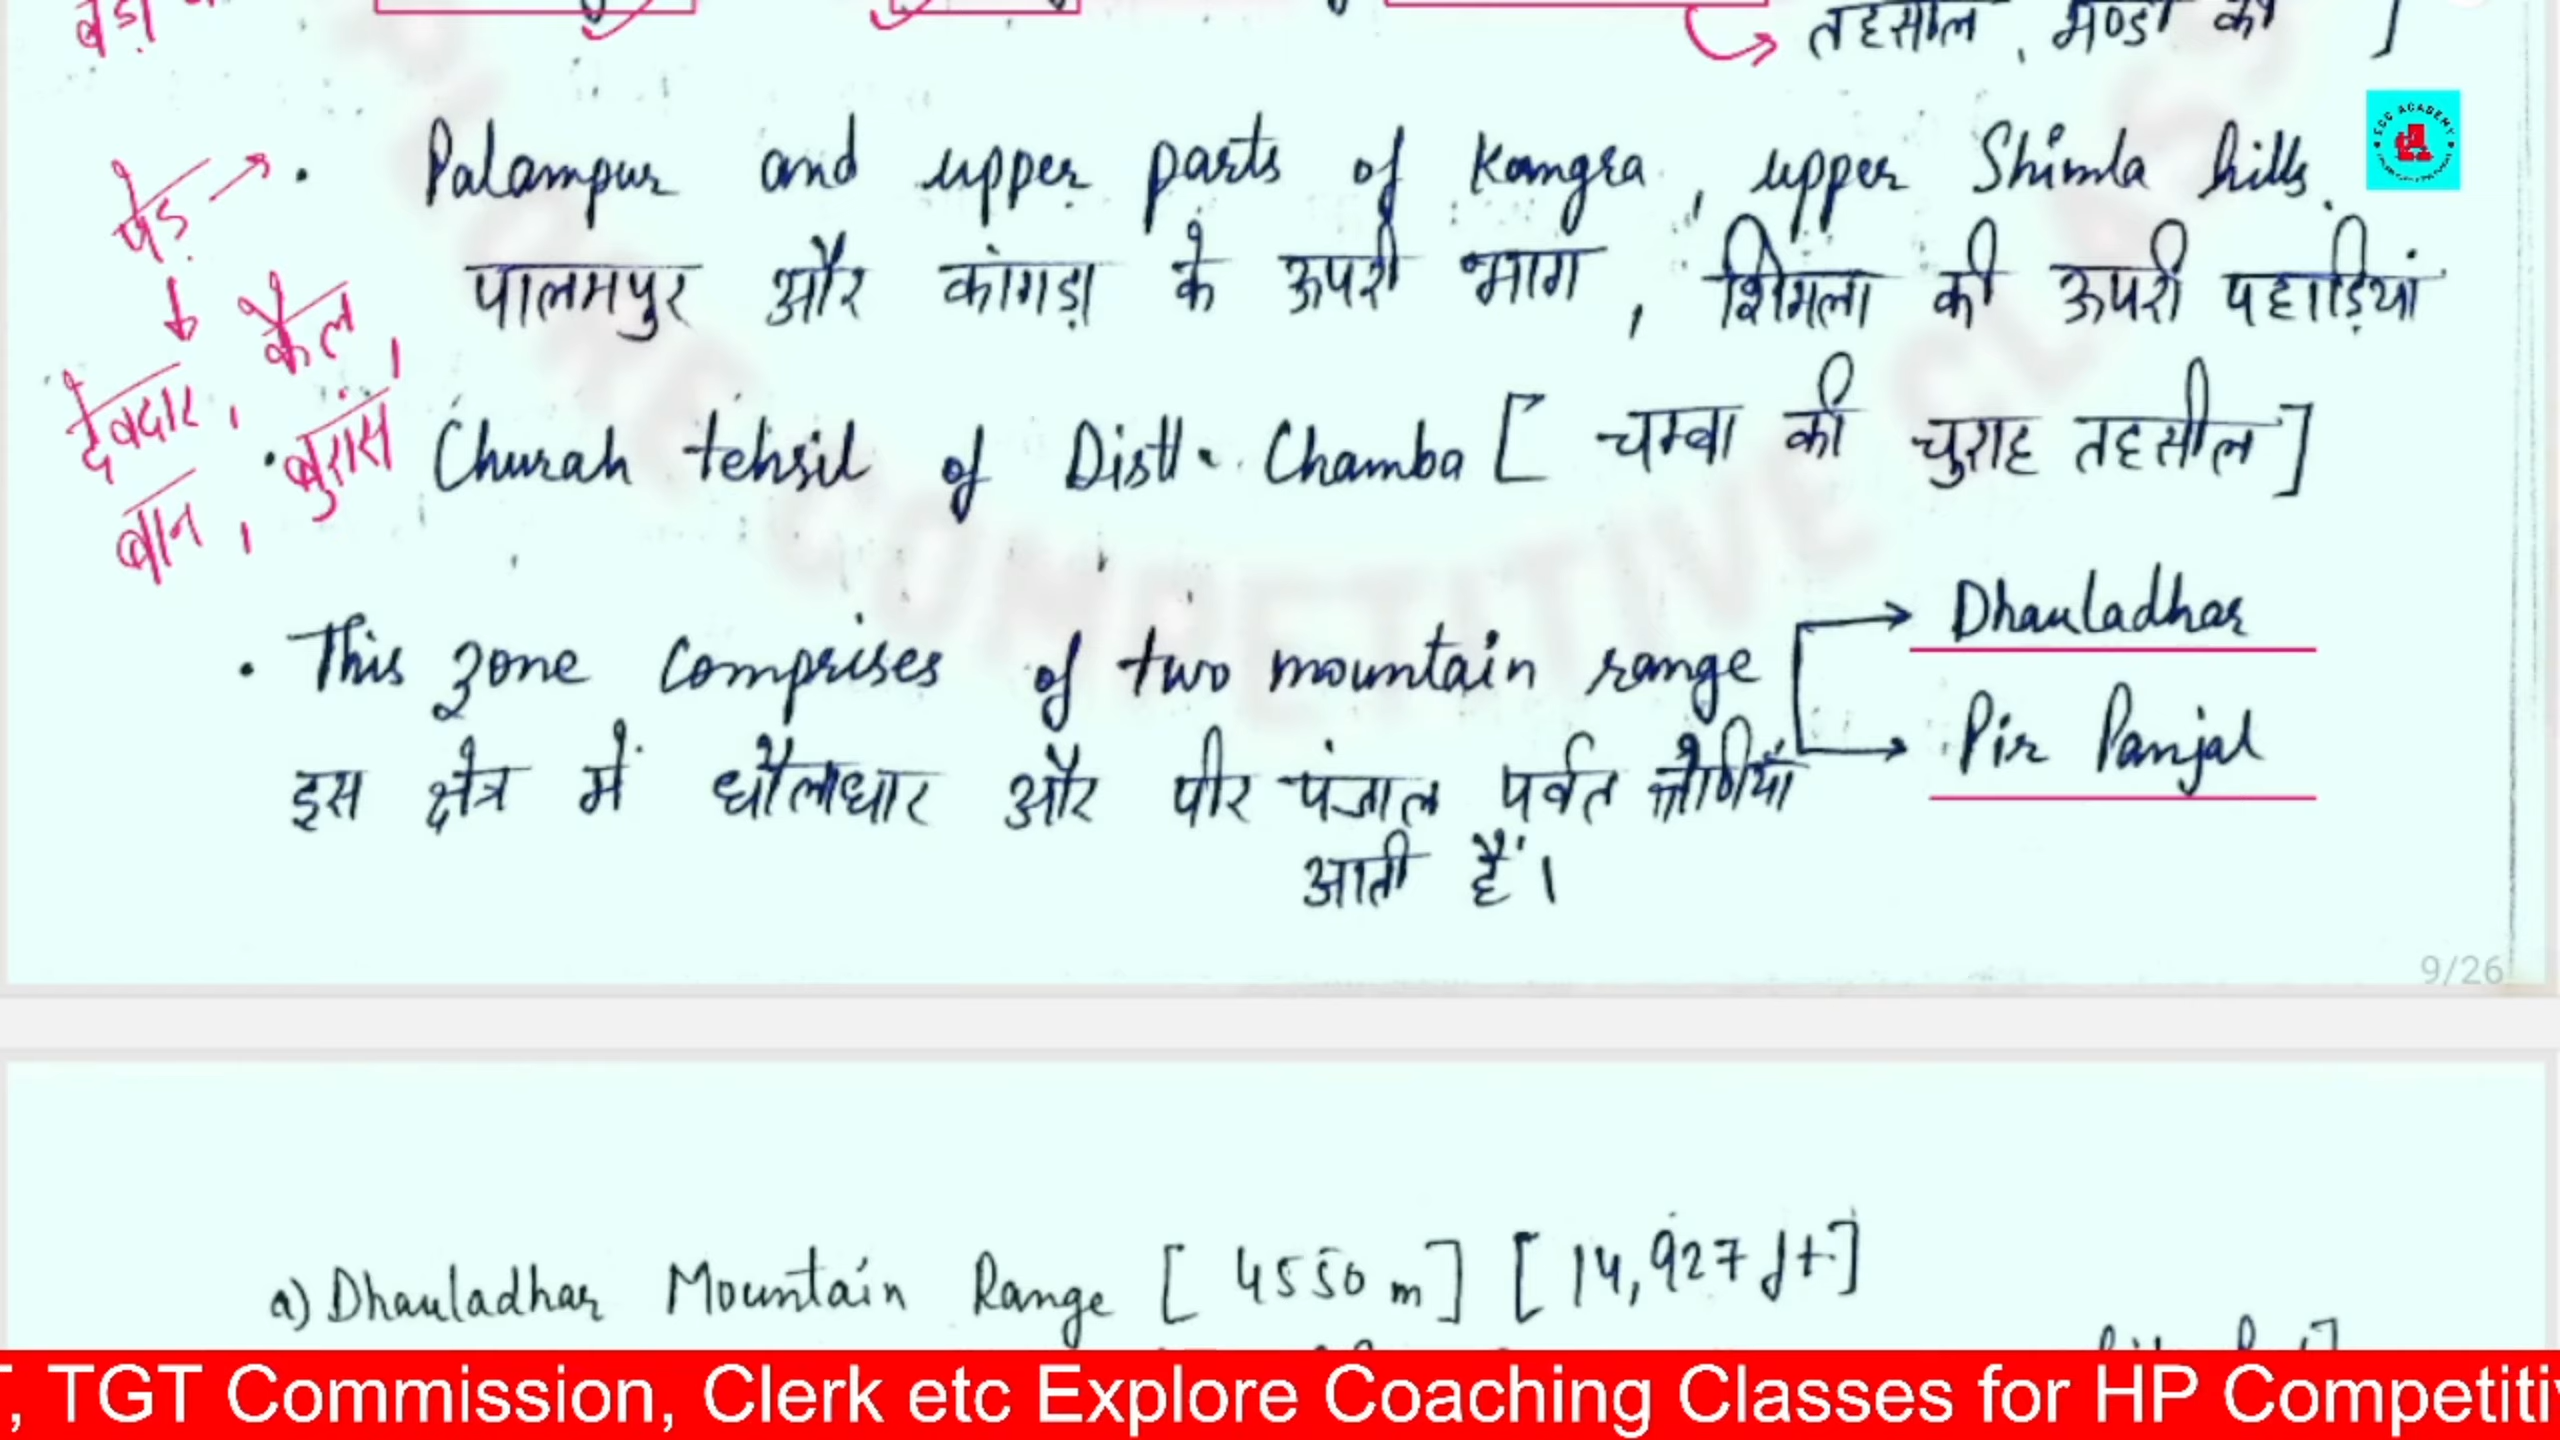 तहसील, मण्डी की ]
पेड़ → . Palampur and upper parts of Kangra, upper Shimla hills.
पालमपुर और कांगड़ा के ऊपरी भाग, शिमला की ऊपरी पहाड़ियां
देवदार, कैल,
बान, बुरांस,
. Churah tehsil of Distt. Chamba [ चम्बा की चुराह तहसील ]
. This zone comprises of two mountain range
Dhauladhar
Pir Panjal
इस क्षेत्र में धौलाधार और पीर पंजाल पर्वत श्रेणियाँ
आती हैं।
9/26
a) Dhauladhar Mountain Range [ 4550 m ] [ 14,927 ft ]
, TGT Commission, Clerk etc Explore Coaching Classes for HP Competiti
COMPETITIVE
ACADEMY